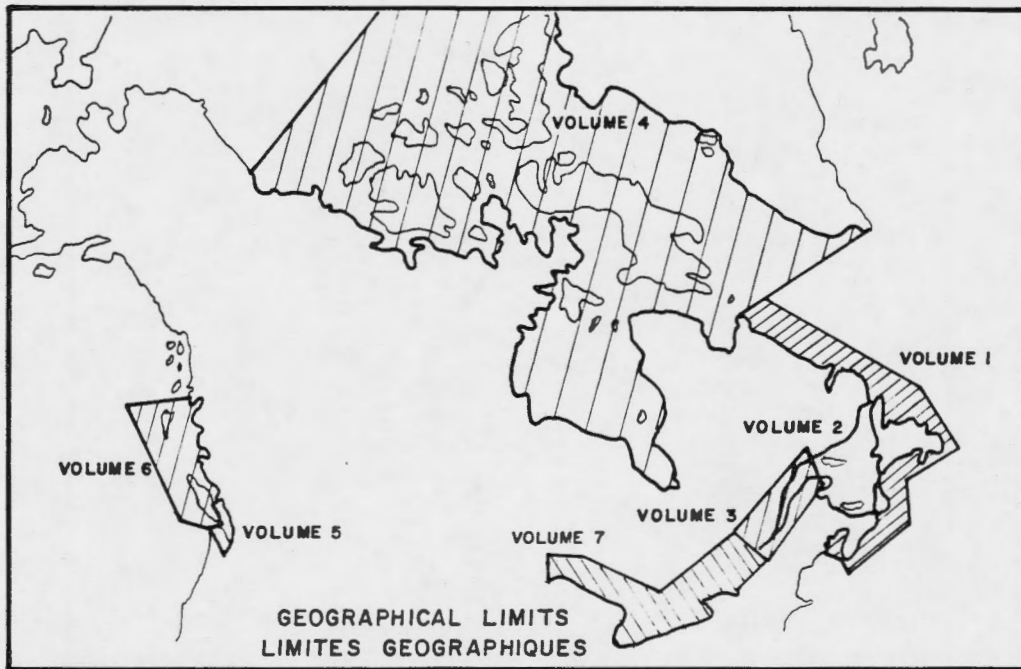 VOLUME 4
VOLUME 1
VOLUME 2
VOLUME 6
VOLUME 3
VOLUME 5
VOLUME 7
GEOGRAPHICAL LIMITS
LIMITES GEOGRAPHIQUES